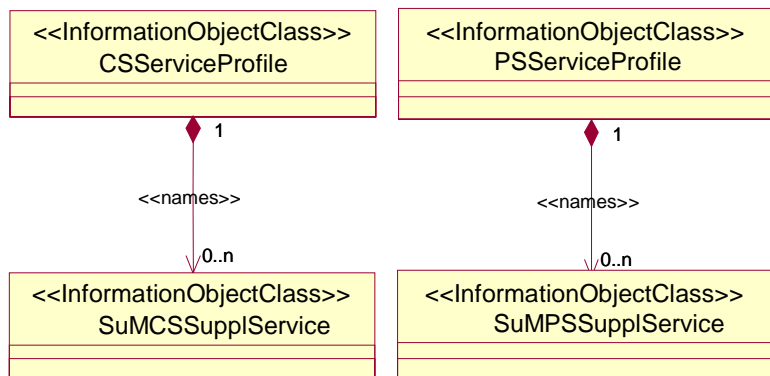 <<InformationObjectClass>>
CSServiceProfile
<<InformationObjectClass>>
PSServiceProfile
1
1
<<names>>
<<names>>
0..n
0..n
<<InformationObjectClass>>
SuMCSSupplService
<<InformationObjectClass>>
SuMPSSupplService